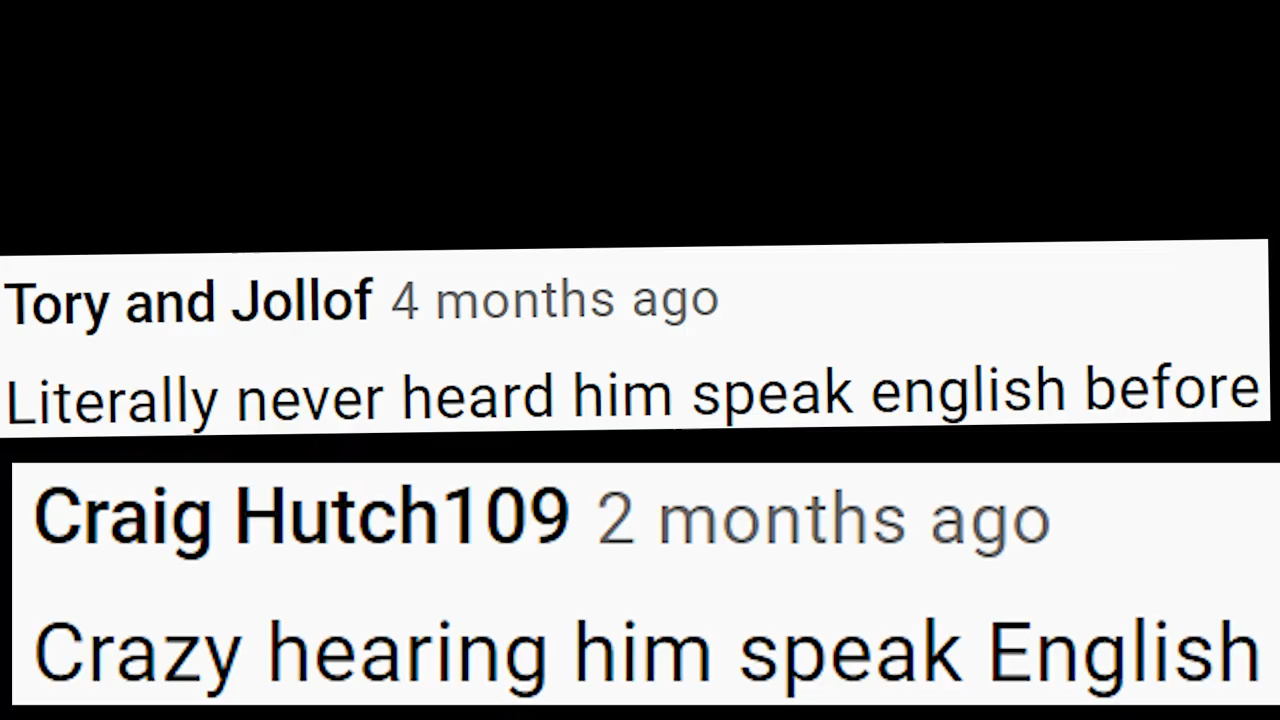 Tory and Jollof 4 months ago
Literally never heard him speak english before
Craig Hutch109 2 months ago
Crazy hearing him speak English